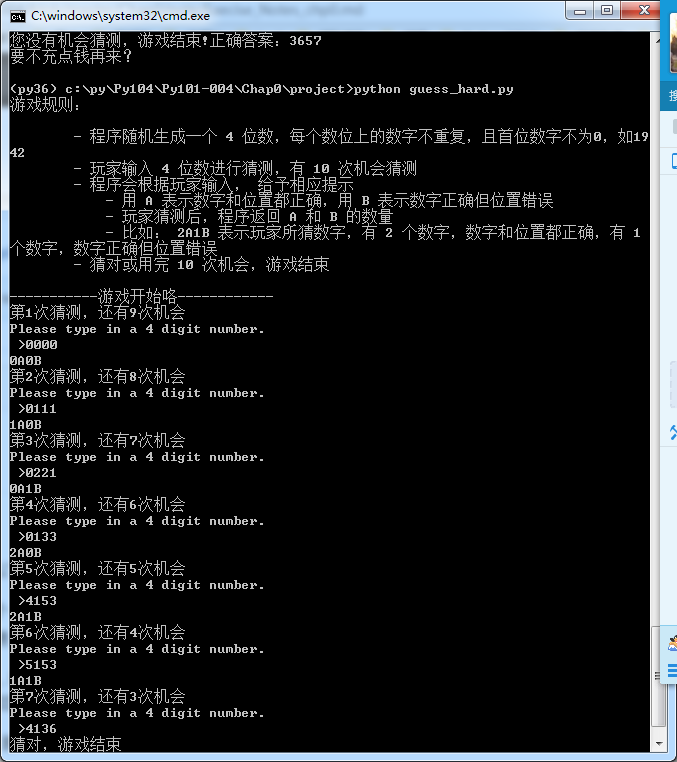 C:\windows\system32\cmd.exe
您没有机会猜测，游戏结束!正确答案：3657
要不充点钱再来？
(py36) c:\py\Py104\Py101-004\Chap0\project>python guess_hard.py
游戏规则：
- 程序随机生成一个 4 位数，每个数位上的数字不重复，且首位数字不为0，如19
42
- 玩家输入 4 位数进行猜测，有 10 次机会猜测
- 程序会根据玩家输入， 给予相应提示
- 用 A 表示数字和位置都正确，用 B 表示数字正确但位置错误
- 玩家猜测后，程序返回 A 和 B 的数量
- 比如： 2A1B 表示玩家所猜数字，有 2 个数字，数字和位置都正确，有 1
个数字，数字正确但位置错误
- 猜对或用完 10 次机会，游戏结束
-----------游戏开始咯------------
第1次猜测，还有9次机会
Please type in a 4 digit number.
>0000
0A0B
第2次猜测，还有8次机会
Please type in a 4 digit number.
>0111
1A0B
第3次猜测，还有7次机会
Please type in a 4 digit number.
>0221
0A1B
第4次猜测，还有6次机会
Please type in a 4 digit number.
>0133
2A0B
第5次猜测，还有5次机会
Please type in a 4 digit number.
>4153
2A1B
第6次猜测，还有4次机会
Please type in a 4 digit number.
>5153
1A1B
第7次猜测，还有3次机会
Please type in a 4 digit number.
>4136
猜对，游戏结束